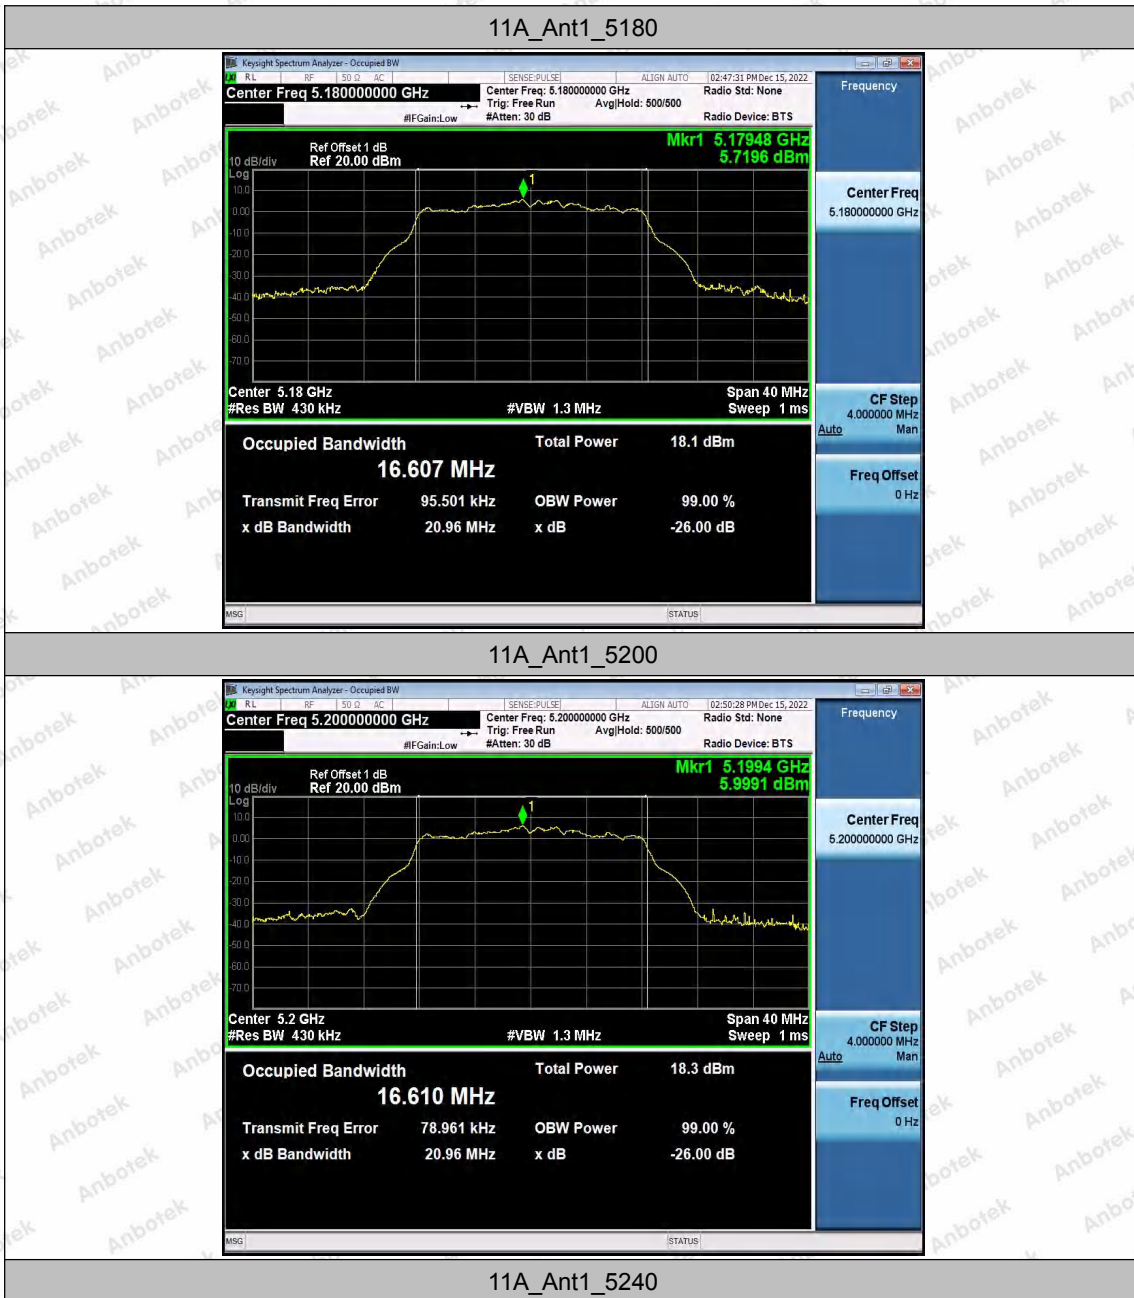 11A_Ant1_5180
Keysight Spectrum Analyzer - Occupied BW
RL RF 50 Ω AC SENSE:PULSE ALIGN AUTO 02:47:31 PM Dec 15, 2022
Center Freq 5.180000000 GHz
Center Freq: 5.180000000 GHz
Radio Std: None
Trig: Free Run Avg|Hold: 500/500
#IFGain:Low #Atten: 30 dB Radio Device: BTS
Frequency
Ref Offset 1 dB
Mkr1 5.17948 GHz
10 dB/div Ref 20.00 dBm 5.7196 dBm
Log
1
10.0
0.00
-10.0
-20.0
-30.0
-40.0
-50.0
-60.0
-70.0
Center 5.18 GHz Span 40 MHz
#Res BW 430 kHz #VBW 1.3 MHz Sweep 1 ms
Occupied Bandwidth Total Power 18.1 dBm
16.607 MHz
Transmit Freq Error 95.501 kHz OBW Power 99.00 %
x dB Bandwidth 20.96 MHz x dB -26.00 dB
Center Freq
5.180000000 GHz
CF Step
4.000000 MHz
Auto Man
Freq Offset
0 Hz
MSG STATUS
11A_Ant1_5200
Keysight Spectrum Analyzer - Occupied BW
RL RF 50 Ω AC SENSE:PULSE ALIGN AUTO 02:50:28 PM Dec 15, 2022
Center Freq 5.200000000 GHz
Center Freq: 5.200000000 GHz
Radio Std: None
Trig: Free Run Avg|Hold: 500/500
#IFGain:Low #Atten: 30 dB Radio Device: BTS
Frequency
Ref Offset 1 dB
Mkr1 5.1994 GHz
10 dB/div Ref 20.00 dBm 5.9991 dBm
Log
1
10.0
0.00
-10.0
-20.0
-30.0
-40.0
-50.0
-60.0
-70.0
Center 5.2 GHz Span 40 MHz
#Res BW 430 kHz #VBW 1.3 MHz Sweep 1 ms
Occupied Bandwidth Total Power 18.3 dBm
16.610 MHz
Transmit Freq Error 78.961 kHz OBW Power 99.00 %
x dB Bandwidth 20.96 MHz x dB -26.00 dB
Center Freq
5.200000000 GHz
CF Step
4.000000 MHz
Auto Man
Freq Offset
0 Hz
MSG STATUS
11A_Ant1_5240
Anbotek